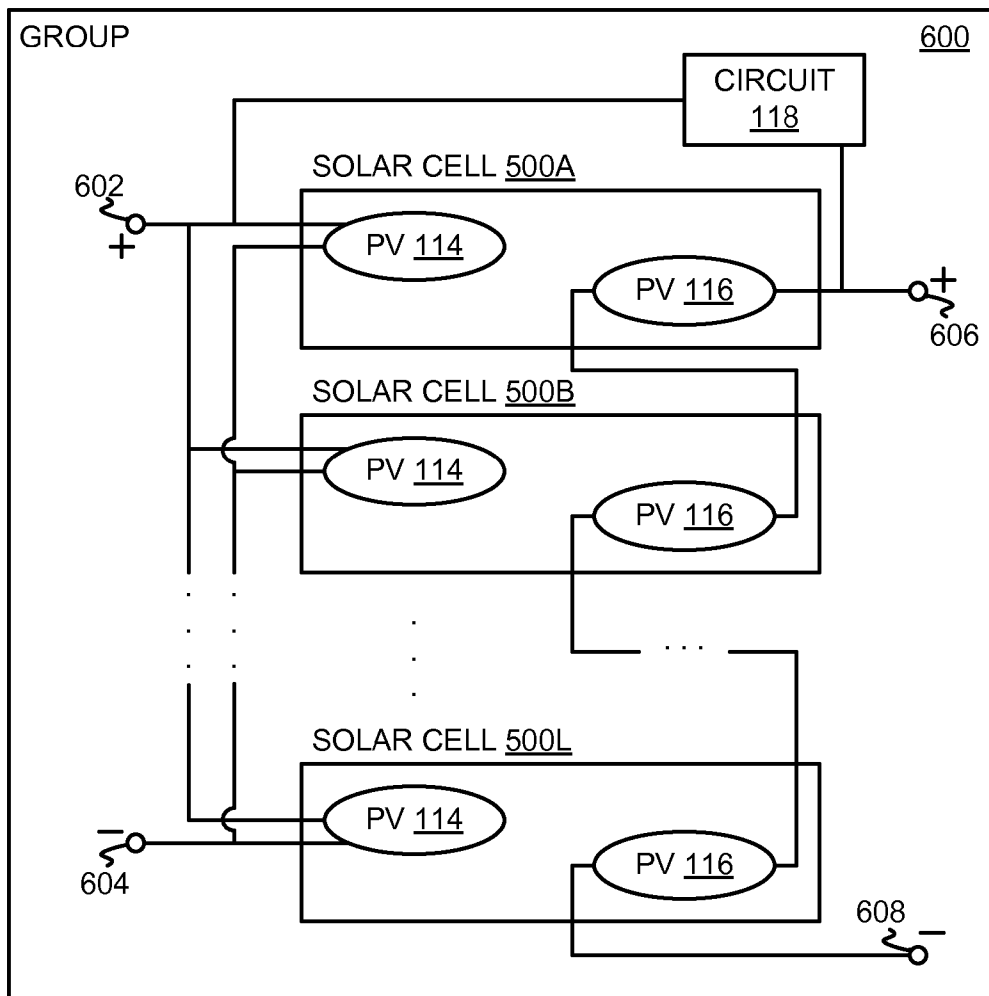 GROUP
600
CIRCUIT
118
SOLAR CELL 500A
602
+
PV 114
PV 116
+
606
SOLAR CELL 500B
PV 114
PV 116
. .
. . .
. . .
. . .
SOLAR CELL 500L
PV 114
−
604
PV 116
608
−